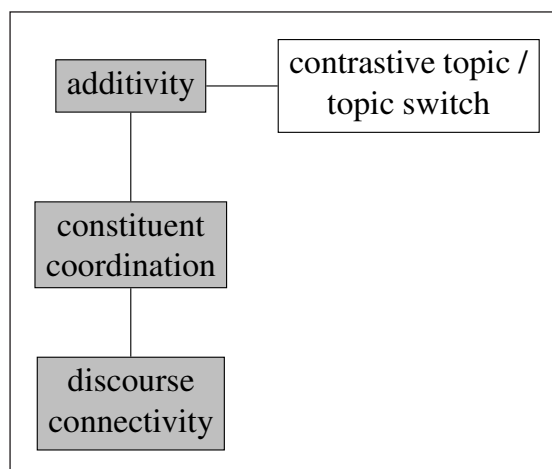 additivity
contrastive topic /
topic switch
constituent
coordination
discourse
connectivity